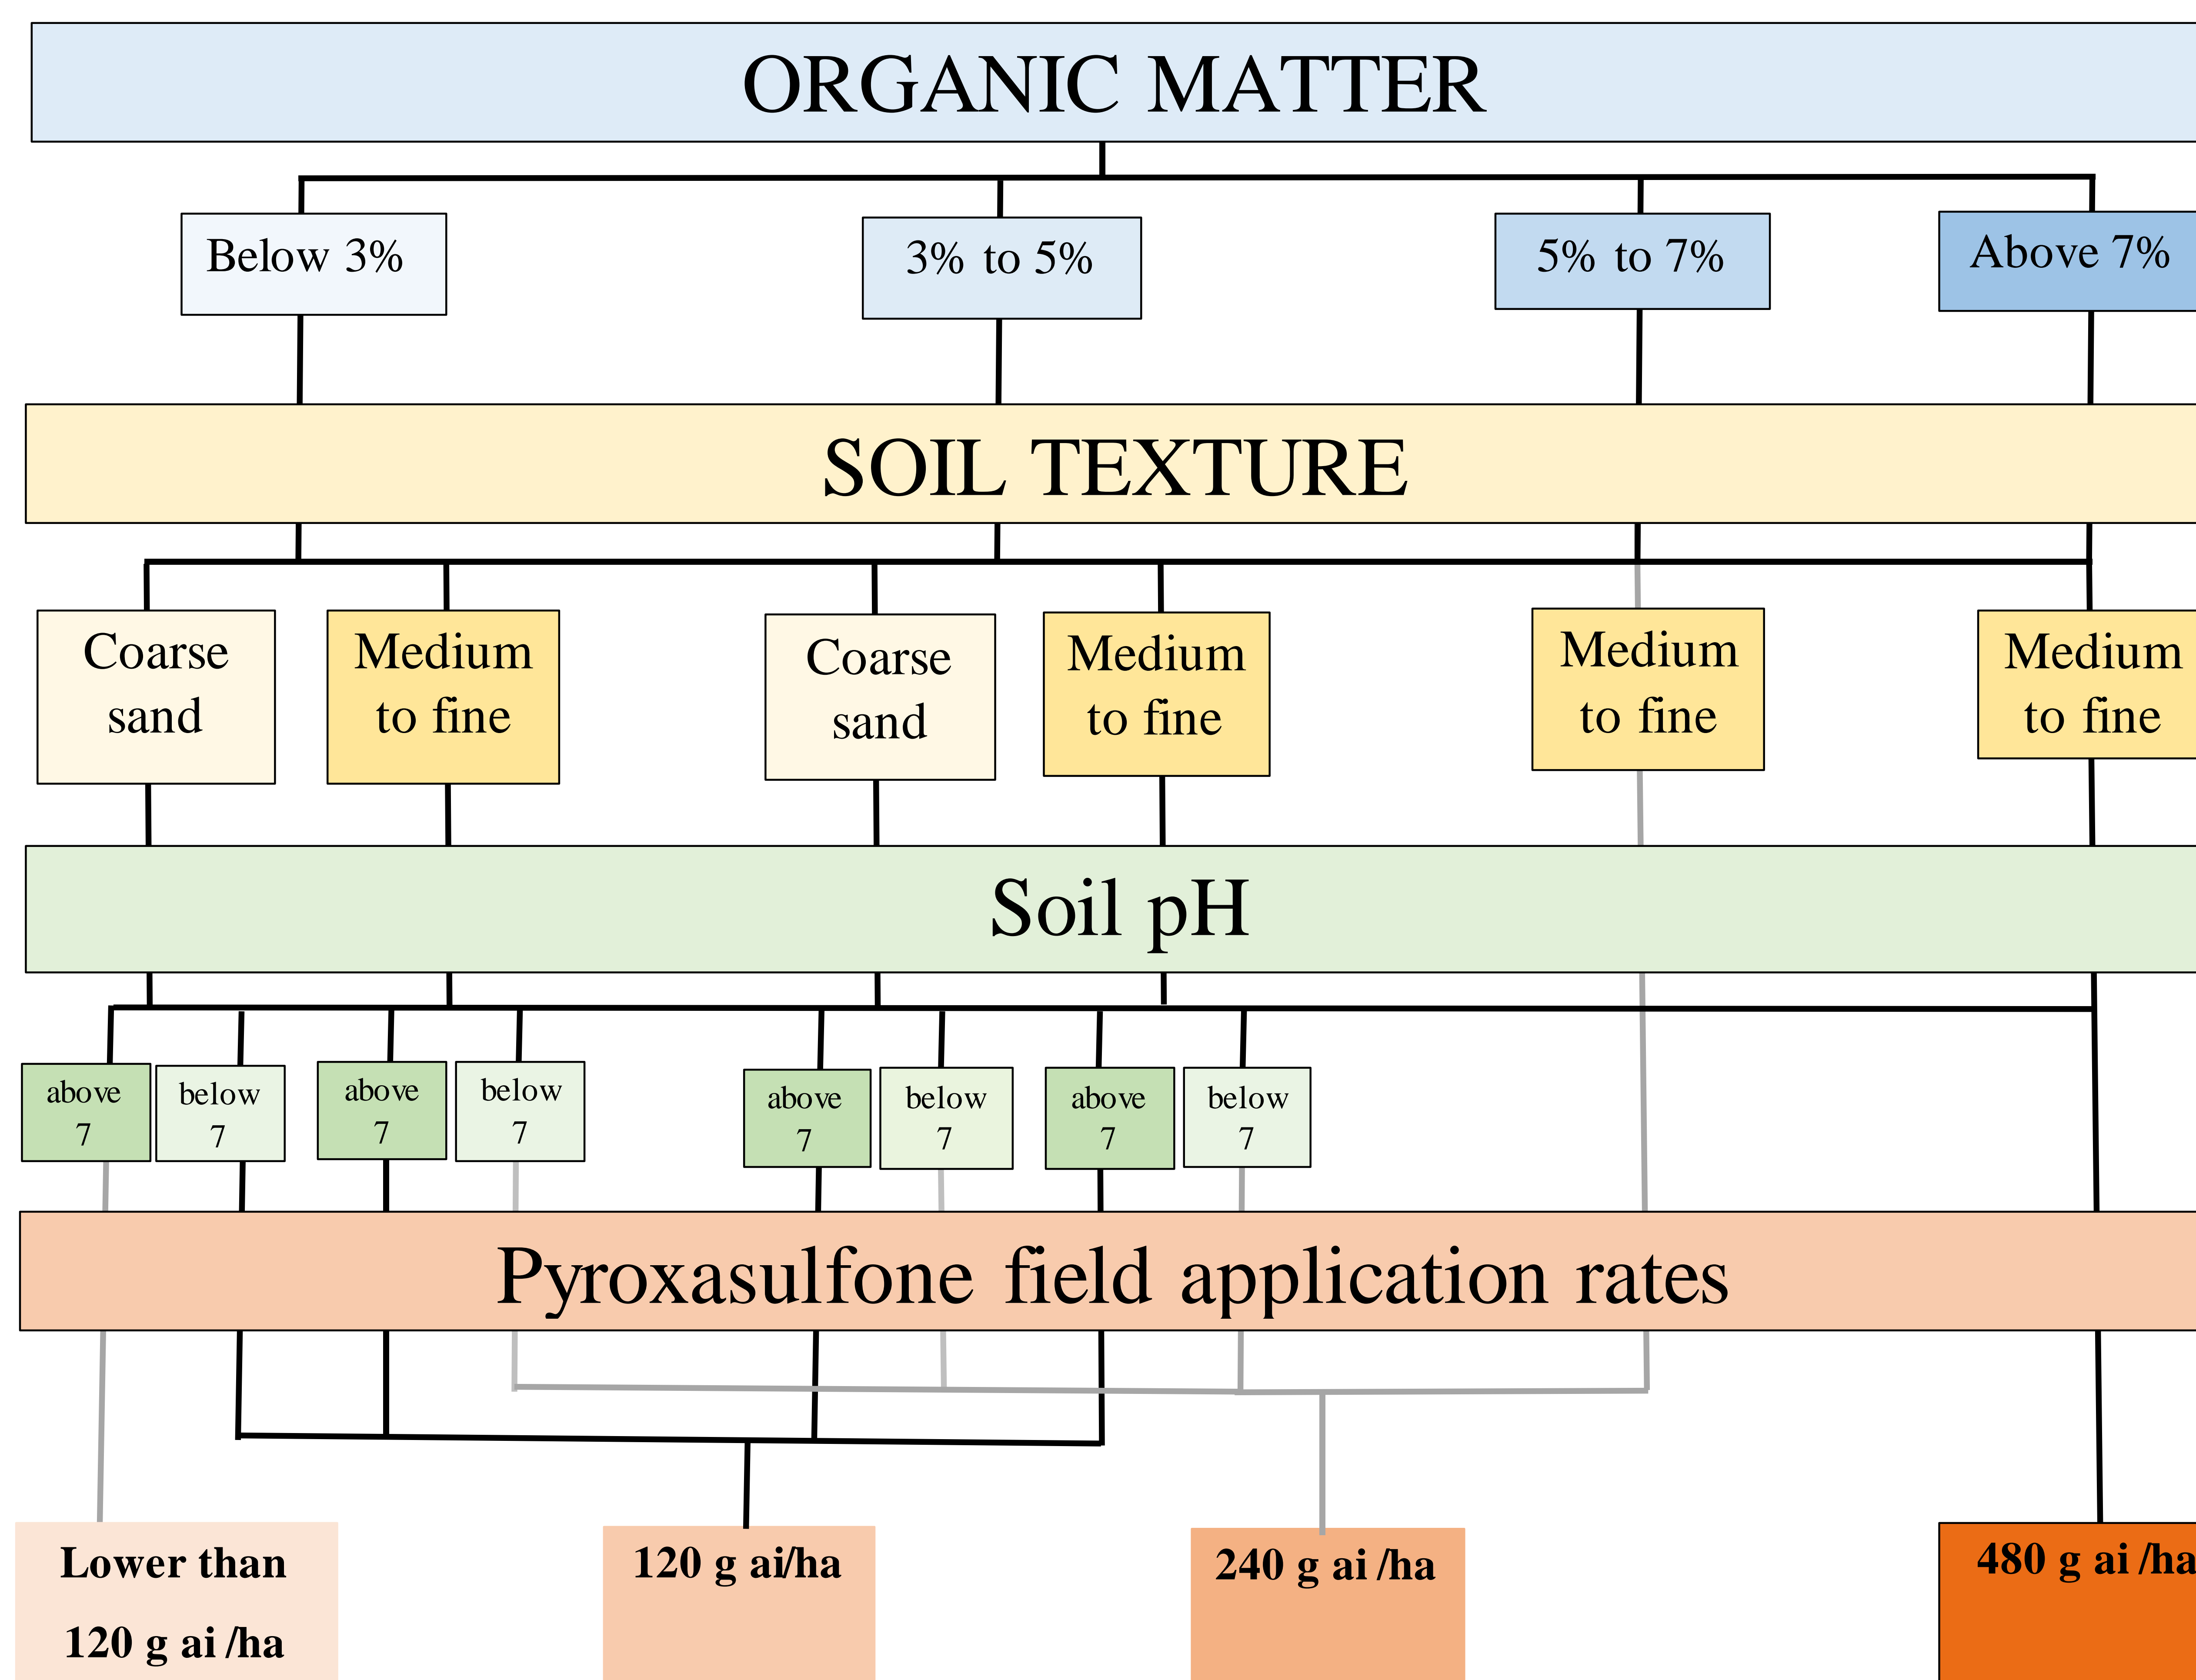 ORGANIC MATTER
Below 3%
3% to 5%
5% to 7%
Above 7%
SOIL TEXTURE
Coarse
sand
Medium
to fine
Coarse
sand
Medium
to fine
Medium
to fine
Medium
to fine
Soil pH
above
7
below
7
above
7
below
7
above
7
below
7
above
7
below
7
Pyroxasulfone field application rates
Lower than
120 g ai /ha
120 g ai/ha
240 g ai /ha
480 g ai /ha